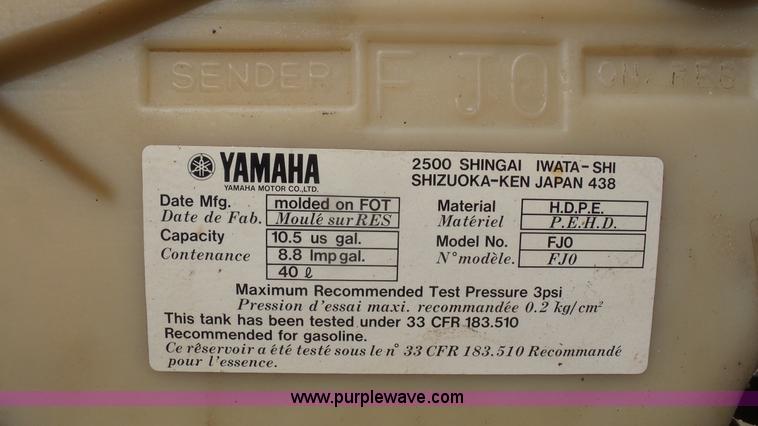 SENDER
FJ0
ON RES
YAMAHA
YAMAHA MOTOR CO., LTD.
2500 SHINGAI IWATA-SHI
SHIZUOKA-KEN JAPAN 438
Date Mfg. molded on FOT
Date de Fab. Moulé sur RES
Capacity 10.5 us gal.
Contenance 8.8 Imp gal.
40 ℓ
Material H.D.P.E.
Matériel P.E.H.D.
Model No. FJ0
N° modèle. FJ0
Maximum Recommended Test Pressure 3psi
Pression d'essai maxi. recommandée 0.2 kg/cm²
This tank has been tested under 33 CFR 183.510
Recommended for gasoline.
Ce rêservoir a été testé sous le n° 33 CFR 183.510 Recommandé
pour l'essence.
www.purplewave.com